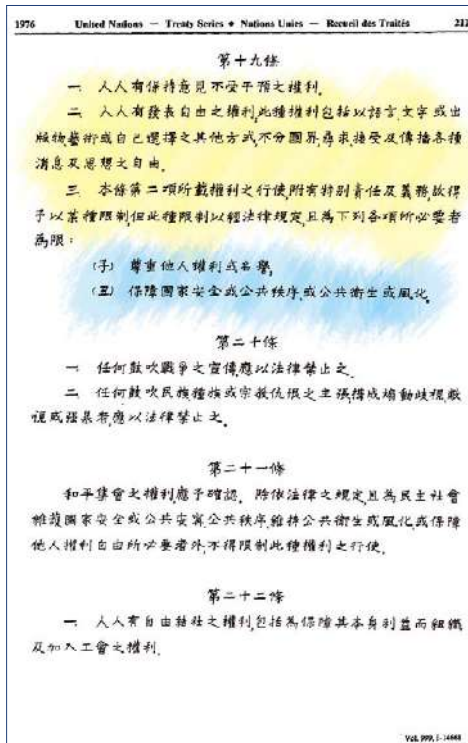 1976 United Nations — Treaty Series • Nations Unies — Recueil des Traités 212
第十九條
一 人人有保持意見不受干預之權利.
二 人人有發表自由之權利,此種權利包括以語言、文字或出
版物、藝術或自己選擇之其他方式,不分國界,尋求、接受及傳播各種
消息及思想之自由.
三 本條第二項所載權利之行使,附有特別責任及義務,故得
予以某種限制,但此種限制以經法律規定,且為下列各項所必要者
為限:
(子) 尊重他人權利或名譽,
(丑) 保障國家安全或公共秩序,或公共衛生或風化.
第二十條
一 任何鼓吹戰爭之宣傳,應以法律禁止之.
二 任何鼓吹民族、種族或宗教仇恨之主張,構成煽動歧視、敵
視或強暴者,應以法律禁止之.
第二十一條
和平集會之權利,應予確認. 除依法律之規定,且為民主社會
維護國家安全或公共安寧、公共秩序、維持公共衛生或風化、或保障
他人權利自由所必要者外,不得限制此種權利之行使.
第二十二條
一 人人有自由結社之權利,包括為保障其本身利益而組織
及加入工會之權利.
Vol. 999, I-14668